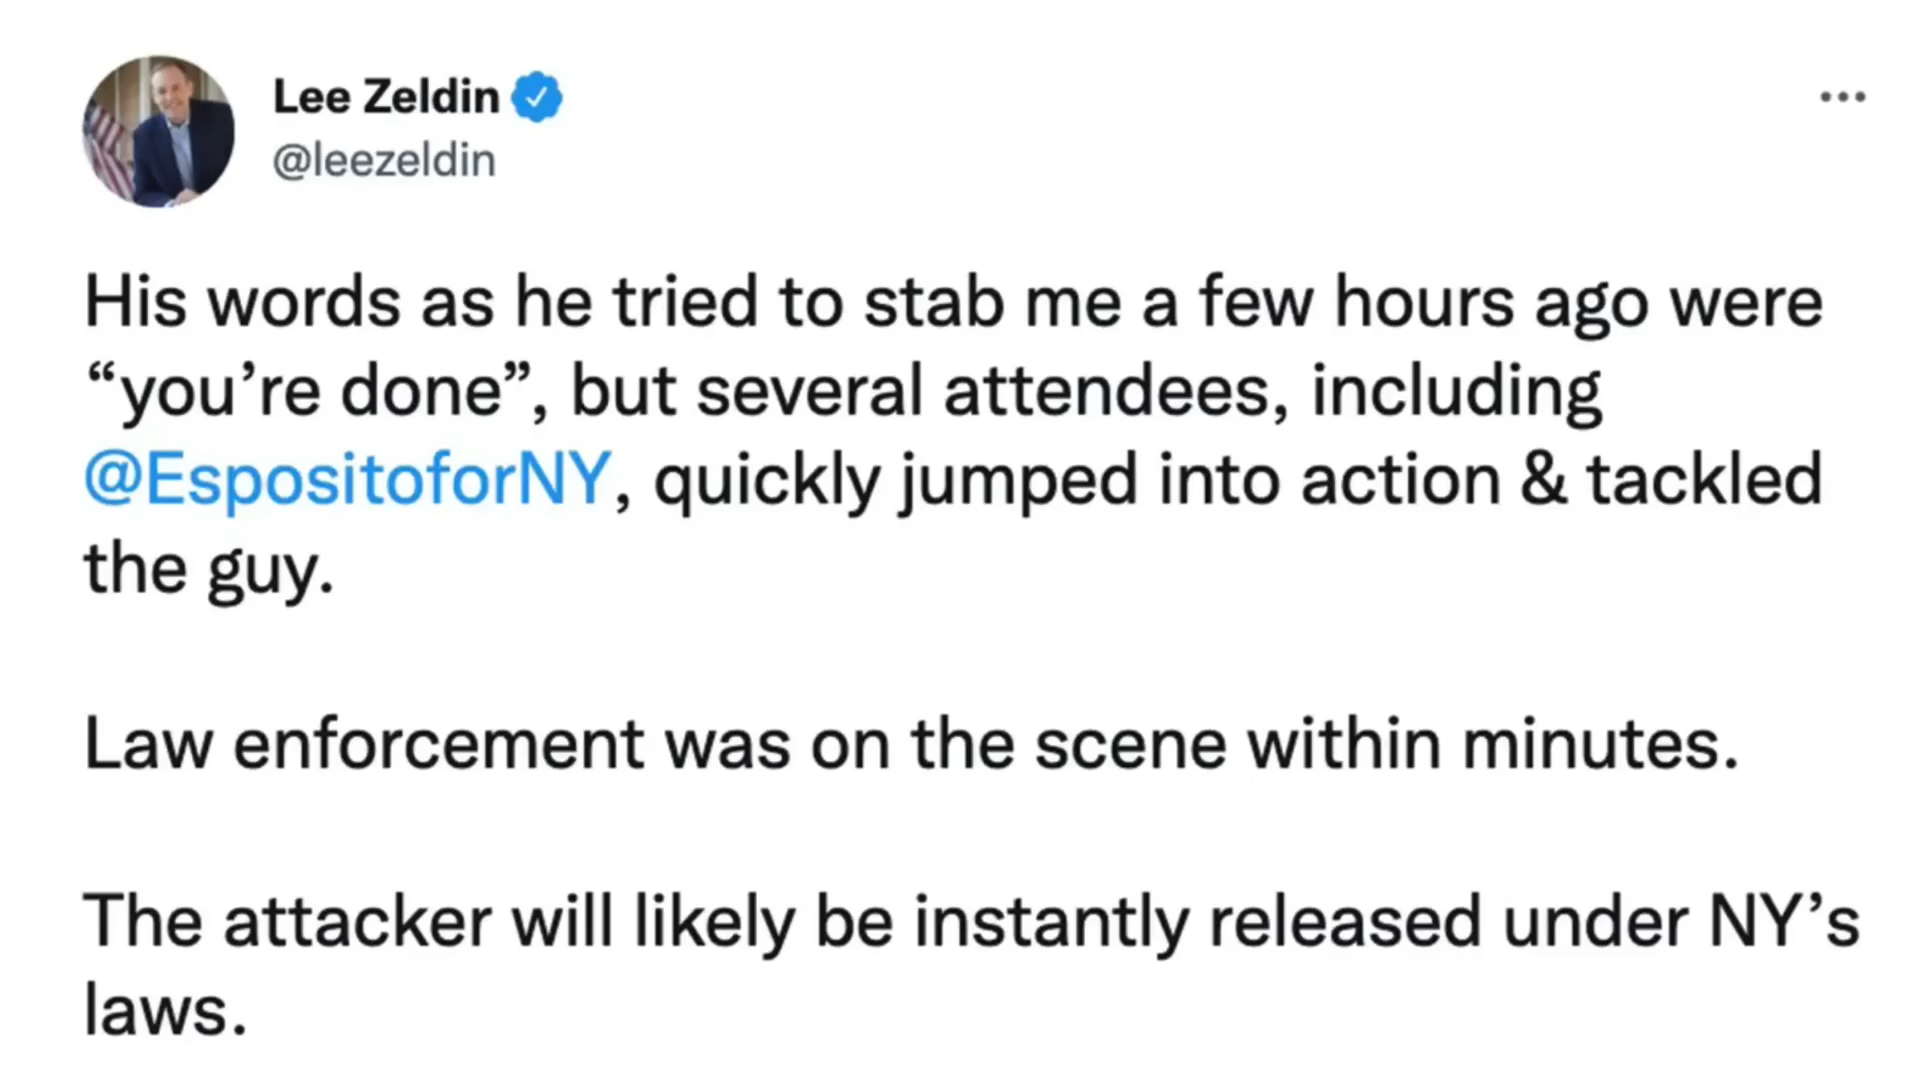 Lee Zeldin
@leezeldin
His words as he tried to stab me a few hours ago were
“you’re done”, but several attendees, including
@EspositoforNY, quickly jumped into action & tackled
the guy.
Law enforcement was on the scene within minutes.
The attacker will likely be instantly released under NY’s
laws.